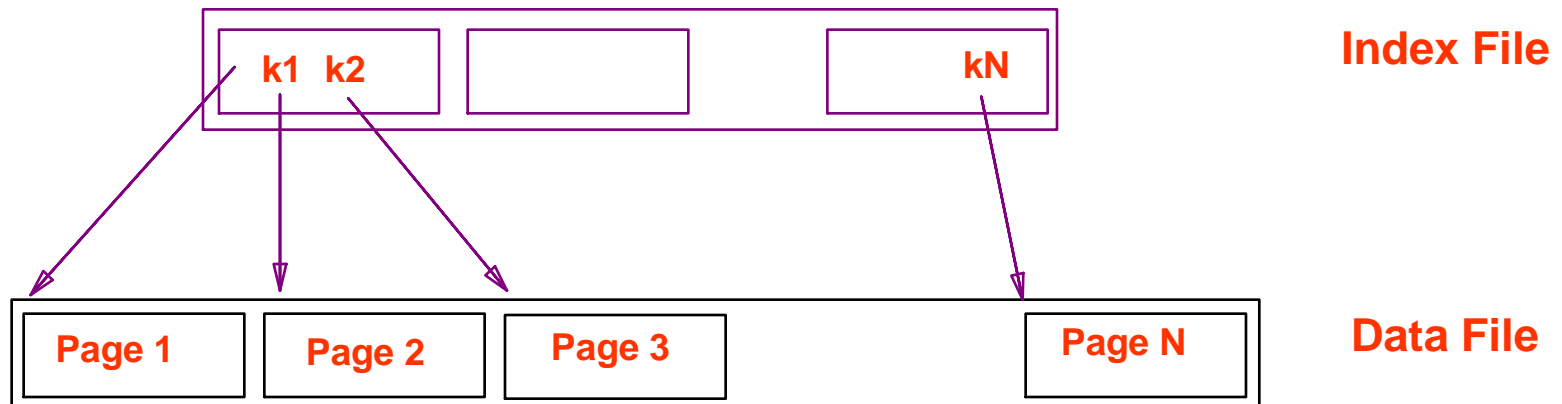 k1 k2
kN
Index File
Page 1
Page 2
Page 3
Page N
Data File